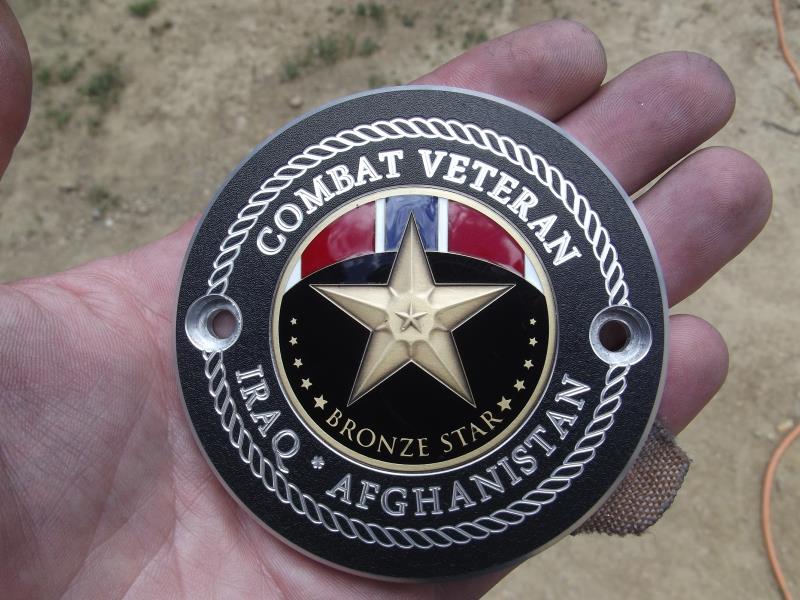 COMBAT VETERAN
BRONZE STAR
IRAQ * AFGHANISTAN